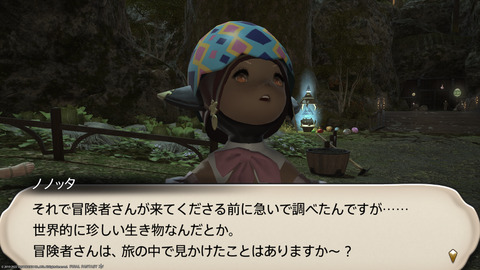 ノノッタ
それで冒険者さんが来てくださる前に急いで調べたんですが……
世界的に珍しい生き物なんだとか。
冒険者さんは、旅の中で見かけたことはありますか～？